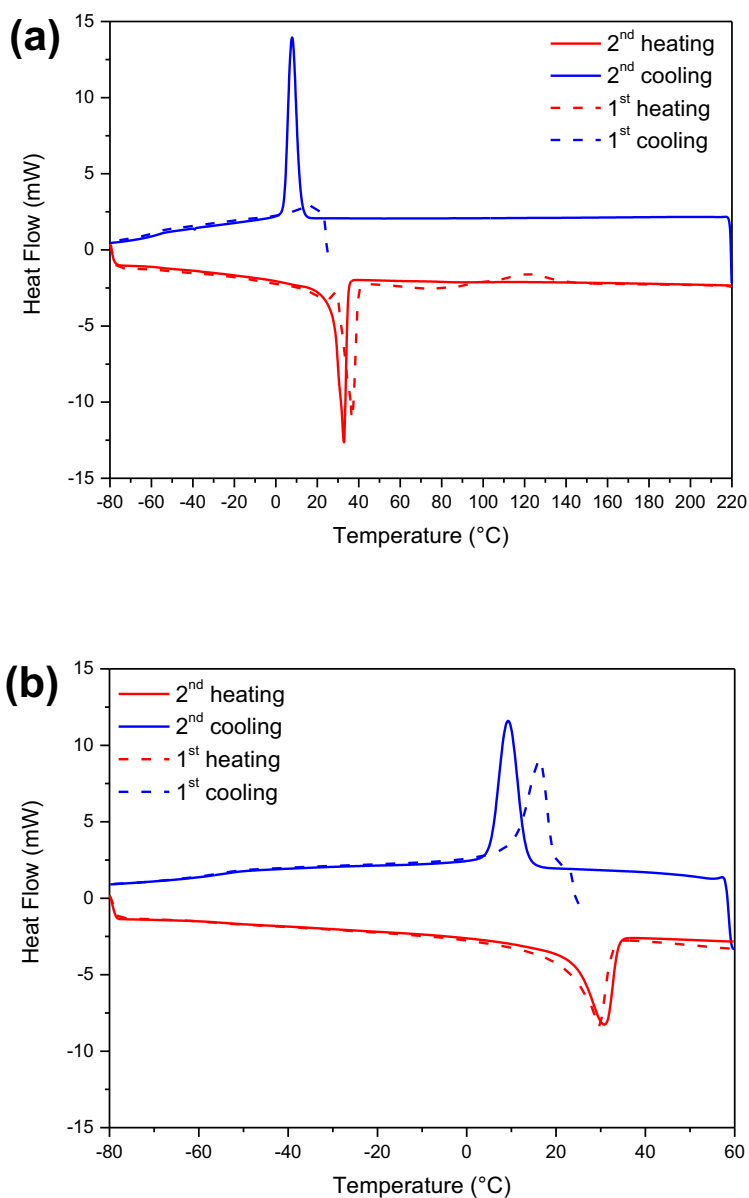 (a)
2nd heating
2nd cooling
1st heating
1st cooling
15
10
5
0
-5
-10
-15
Heat Flow (mW)
-80 -60 -40 -20 0 20 40 60 80 100 120 140 160 180 200 220
Temperature (°C)
(b)
2nd heating
2nd cooling
1st heating
1st cooling
15
10
5
0
-5
-10
-15
Heat Flow (mW)
-80 -60 -40 -20 0 20 40 60
Temperature (°C)